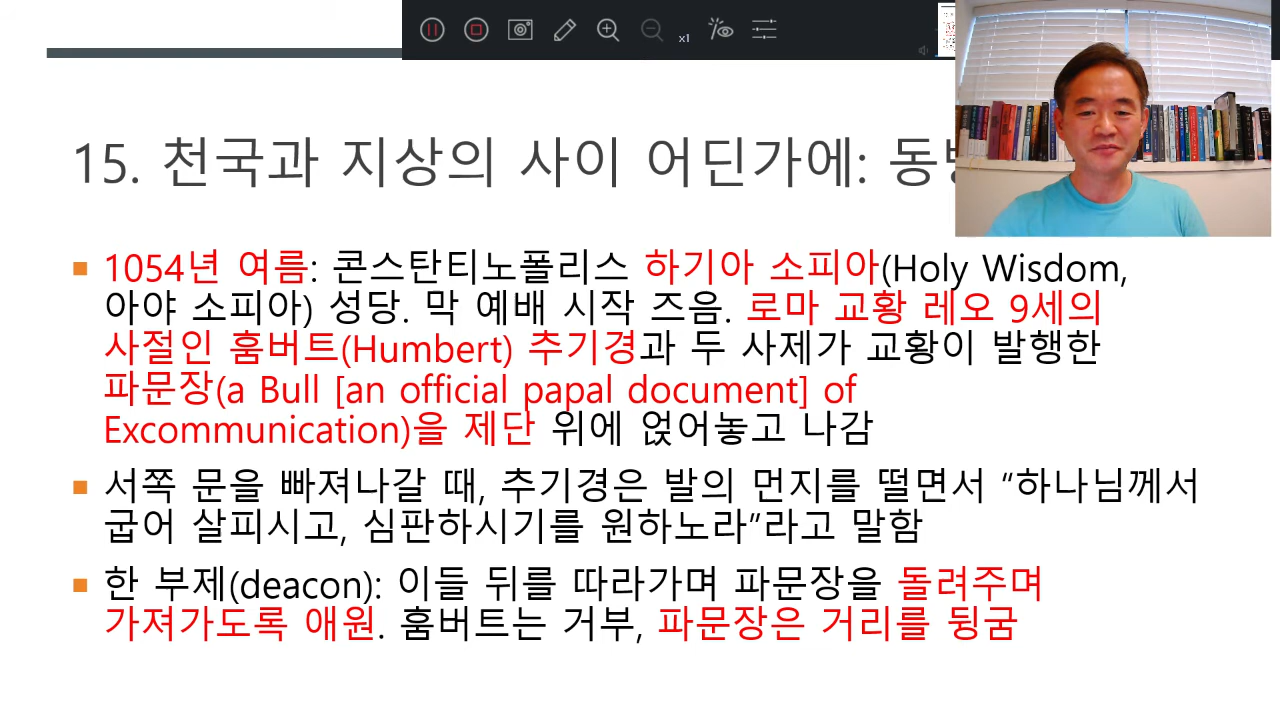 x1
15. 천국과 지상의 사이 어딘가에:
1054년 여름: 콘스탄티노폴리스 하기아 소피아(Holy Wisdom,
아야 소피아) 성당. 막 예배 시작 즈음. 로마 교황 레오 9세의
사절인 훔버트(Humbert) 추기경과 두 사제가 교황이 발행한
파문장(a Bull [an official papal document] of
Excommunication)을 제단 위에 얹어놓고 나감
서쪽 문을 빠져나갈 때, 추기경은 발의 먼지를 떨면서 "하나님께서
굽어 살피시고, 심판하시기를 원하노라"라고 말함
한 부제(deacon): 이들 뒤를 따라가며 파문장을 돌려주며
가져가도록 애원. 훔버트는 거부, 파문장은 거리를 뒹굼